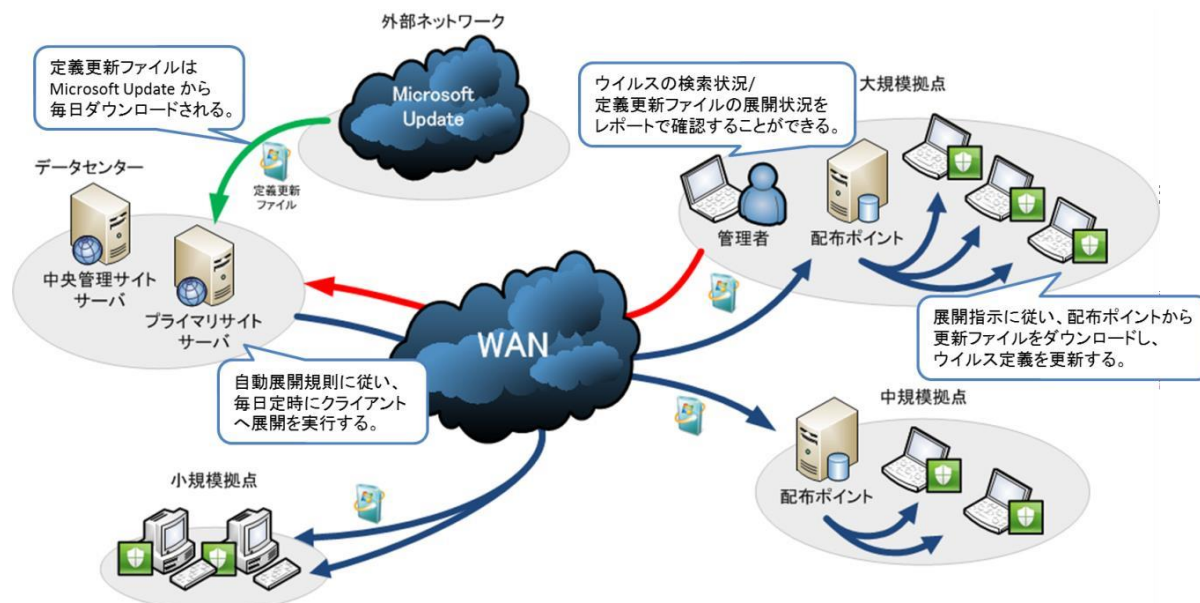 外部ネットワーク
定義更新ファイルは
Microsoft Update から
毎日ダウンロードされる。
Microsoft
Update
ウイルスの検索状況/
定義更新ファイルの展開状況を
レポートで確認することができる。
大規模拠点
データセンター
定義更新
ファイル
中央管理サイト
サーバ
プライマリサイト
サーバ
管理者
配布ポイント
WAN
展開指示に従い、配布ポイントから
更新ファイルをダウンロードし、
ウイルス定義を更新する。
自動展開規則に従い、
毎日定時にクライアント
へ展開を実行する。
中規模拠点
配布ポイント
小規模拠点